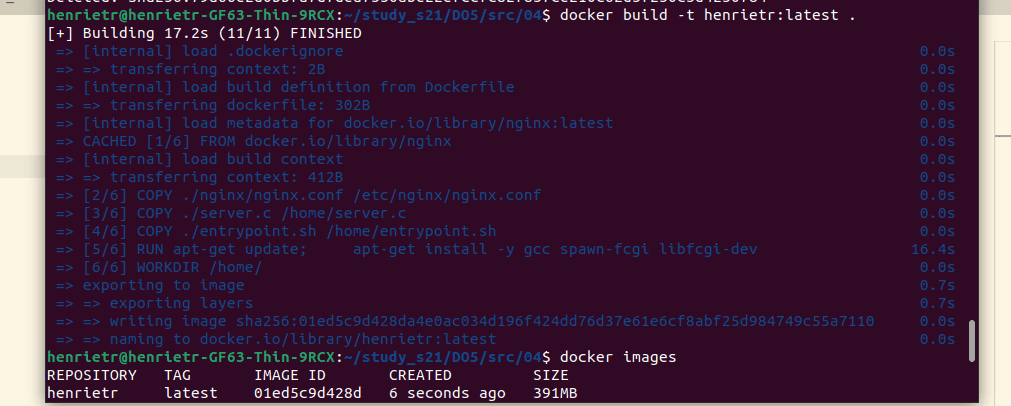 henrietr@henrietr-GF63-Thin-9RCX:~/study_s21/DO5/src/04$ docker build -t henrietr:latest .
[+] Building 17.2s (11/11) FINISHED
=> [internal] load .dockerignore 0.0s
=> => transferring context: 2B 0.0s
=> [internal] load build definition from Dockerfile 0.0s
=> => transferring dockerfile: 302B 0.0s
=> [internal] load metadata for docker.io/library/nginx:latest 0.0s
=> CACHED [1/6] FROM docker.io/library/nginx 0.0s
=> [internal] load build context 0.0s
=> => transferring context: 412B 0.0s
=> [2/6] COPY ./nginx/nginx.conf /etc/nginx/nginx.conf 0.0s
=> [3/6] COPY ./server.c /home/server.c 0.0s
=> [4/6] COPY ./entrypoint.sh /home/entrypoint.sh 0.0s
=> [5/6] RUN apt-get update;     apt-get install -y gcc spawn-fcgi libfcgi-dev 16.4s
=> [6/6] WORKDIR /home/ 0.0s
=> exporting to image 0.7s
=> => exporting layers 0.7s
=> => writing image sha256:01ed5c9d428da4e0ac034d196f424dd76d37e61e6cf8abf25d984749c55a7110 0.0s
=> => naming to docker.io/library/henrietr:latest 0.0s
henrietr@henrietr-GF63-Thin-9RCX:~/study_s21/DO5/src/04$ docker images
REPOSITORY TAG IMAGE ID CREATED SIZE
henrietr latest 01ed5c9d428d 6 seconds ago 391MB